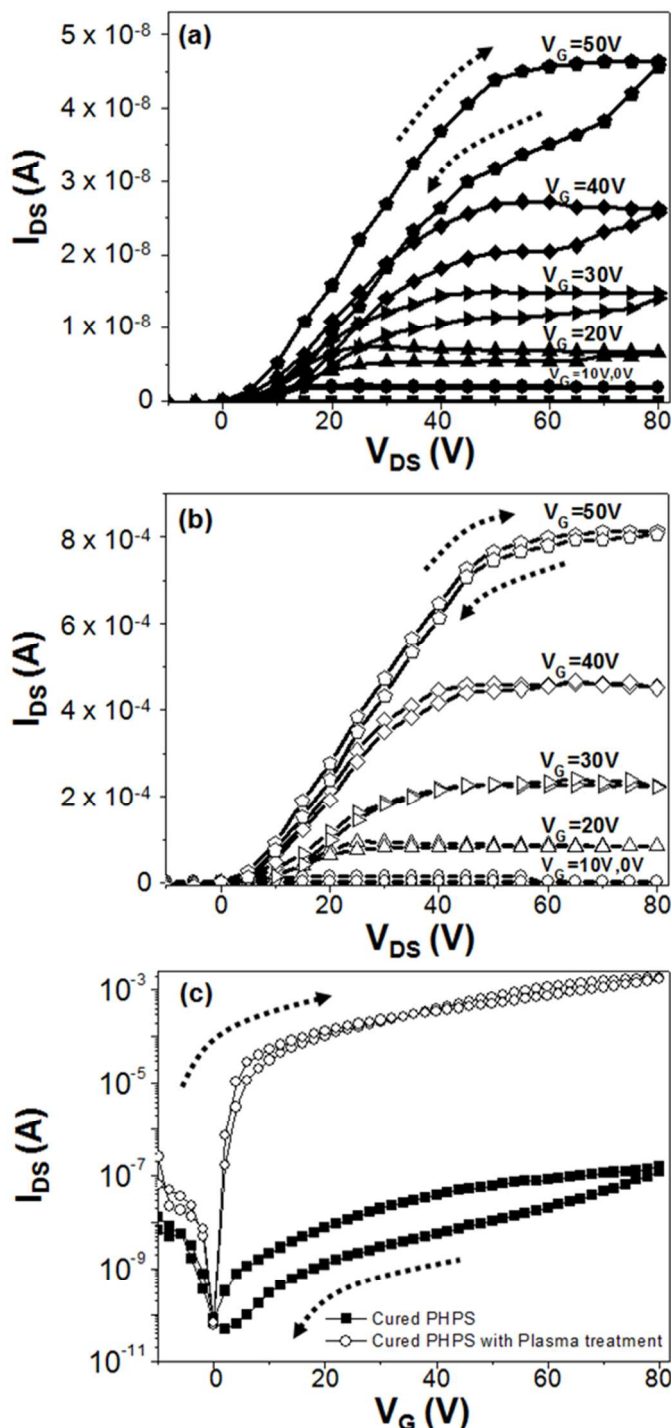 (a)
V_G=50V
V_G=40V
V_G=30V
V_G=20V
V_G=10V,0V
5 x 10⁻⁸
4 x 10⁻⁸
3 x 10⁻⁸
2 x 10⁻⁸
1 x 10⁻⁸
0
I_DS (A)
0 20 40 60 80
V_DS (V)
(b)
V_G=50V
V_G=40V
V_G=30V
V_G=20V
V_G=10V,0V
8 x 10⁻⁴
6 x 10⁻⁴
4 x 10⁻⁴
2 x 10⁻⁴
0
I_DS (A)
0 20 40 60 80
V_DS (V)
(c)
10⁻³
10⁻⁵
10⁻⁷
10⁻⁹
10⁻¹¹
I_DS (A)
Cured PHPS
Cured PHPS with Plasma treatment
0 20 40 60 80
V_G (V)